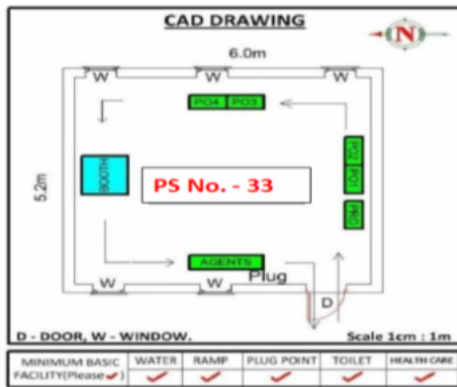 CAD DRAWING
N
6.0m
W W W
PO4 PO3
5.2m
BOOTH
PO2
PO1
PRO
PS No. - 33
AGENTS
Plug
W W
D
D - DOOR, W - WINDOW.
Scale 1cm : 1m
MINIMUM BASIC FACILITY(Please✓)
WATER
RAMP
PLUG POINT
TOILET
HEALTH CARE
✓ ✓ ✓ ✓ ✓